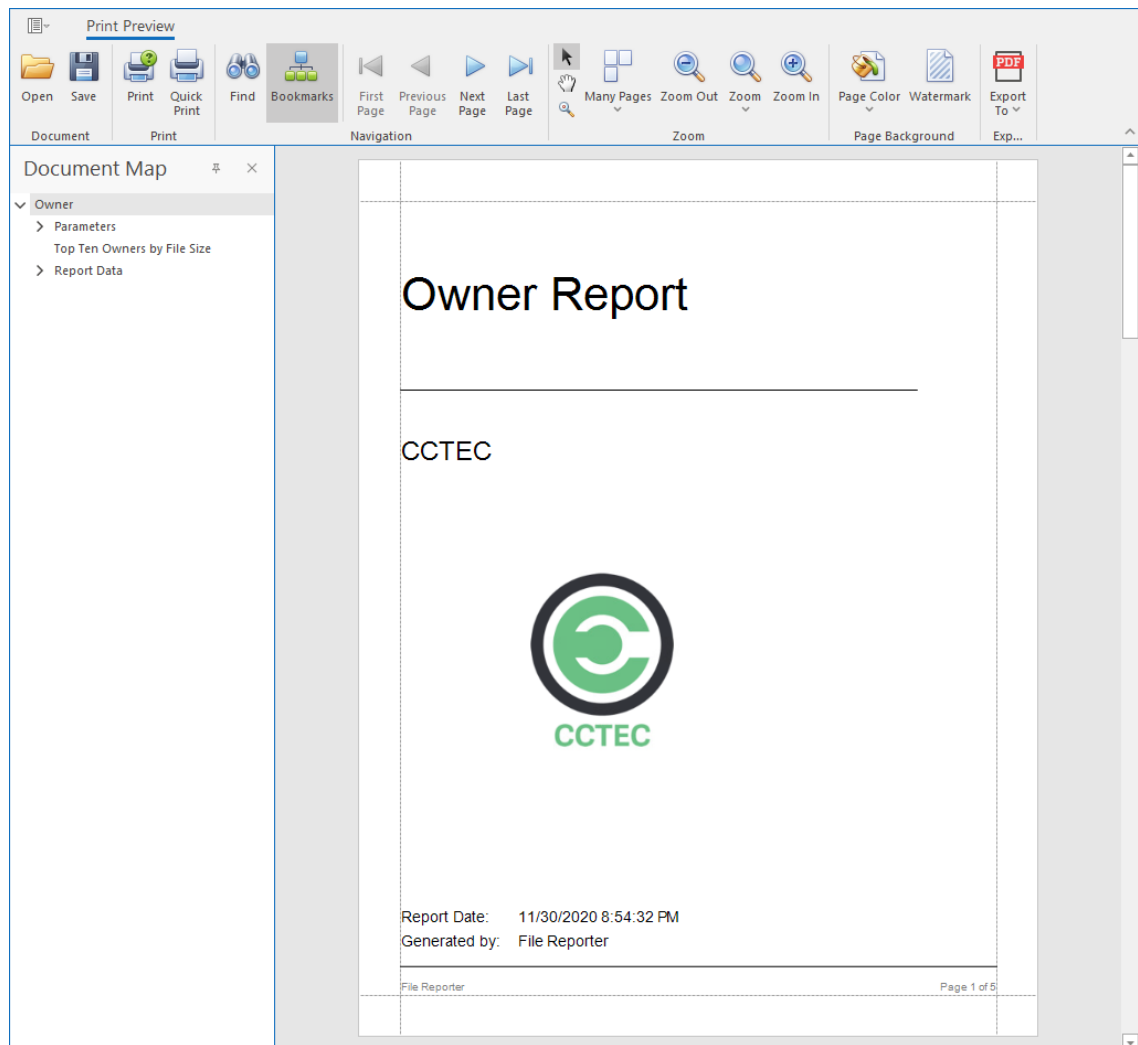 Print Preview
Open Save Print Quick Print Find Bookmarks First Page Previous Page Next Page Last Page Many Pages Zoom Out Zoom Zoom In Page Color Watermark PDF Export To
Document Print Navigation Zoom Page Background Exp...
Document Map
Owner
Parameters
Top Ten Owners by File Size
Report Data
Owner Report
CCTEC
CCTEC
Report Date: 11/30/2020 8:54:32 PM
Generated by: File Reporter
File Reporter Page 1 of 5